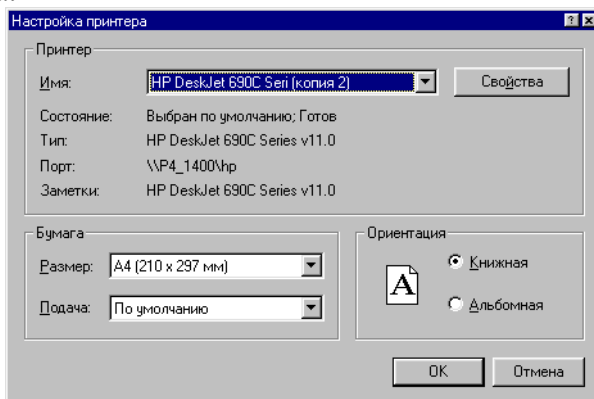 Настройка принтера
Принтер
Имя: HP DeskJet 690C Seri (копия 2) Свойства
Состояние: Выбран по умолчанию; Готов
Тип: HP DeskJet 690C Series v11.0
Порт: \\P4_1400\hp
Заметки: HP DeskJet 690C Series v11.0
Бумага
Размер: A4 (210 x 297 мм)
Подача: По умолчанию
Ориентация
A
Книжная
Альбомная
OK Отмена